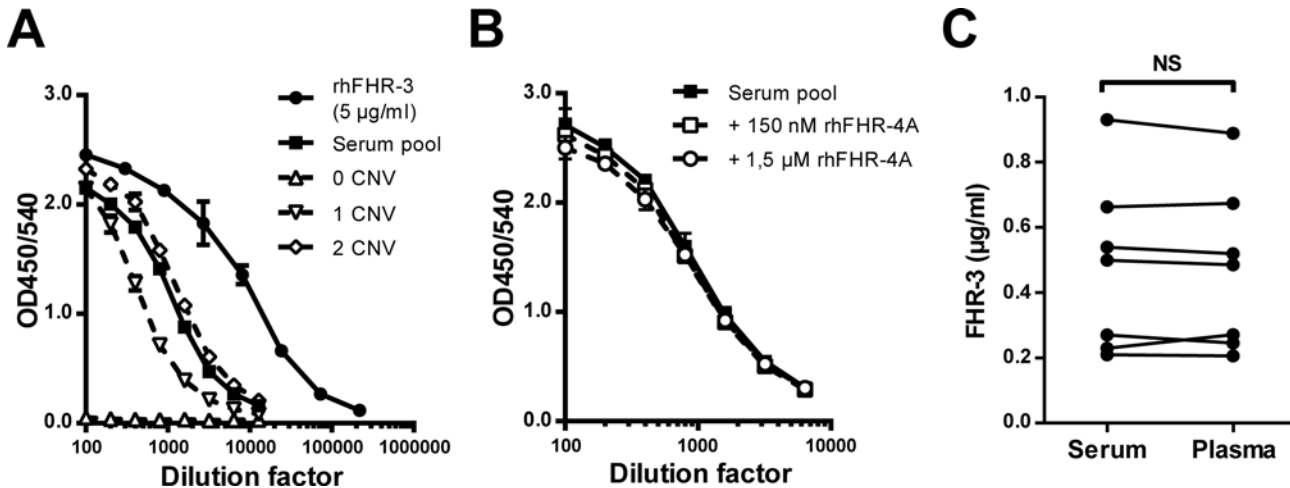 A
rhFHR-3
(5 µg/ml)
Serum pool
0 CNV
1 CNV
2 CNV
OD450/540
3.0
2.0
1.0
0.0
100
1000
10000
100000
1000000
Dilution factor
B
Serum pool
+ 150 nM rhFHR-4A
+ 1,5 µM rhFHR-4A
OD450/540
3.0
2.0
1.0
0.0
100
1000
10000
Dilution factor
C
NS
FHR-3 (µg/ml)
1.0
0.8
0.6
0.4
0.2
0.0
Serum
Plasma